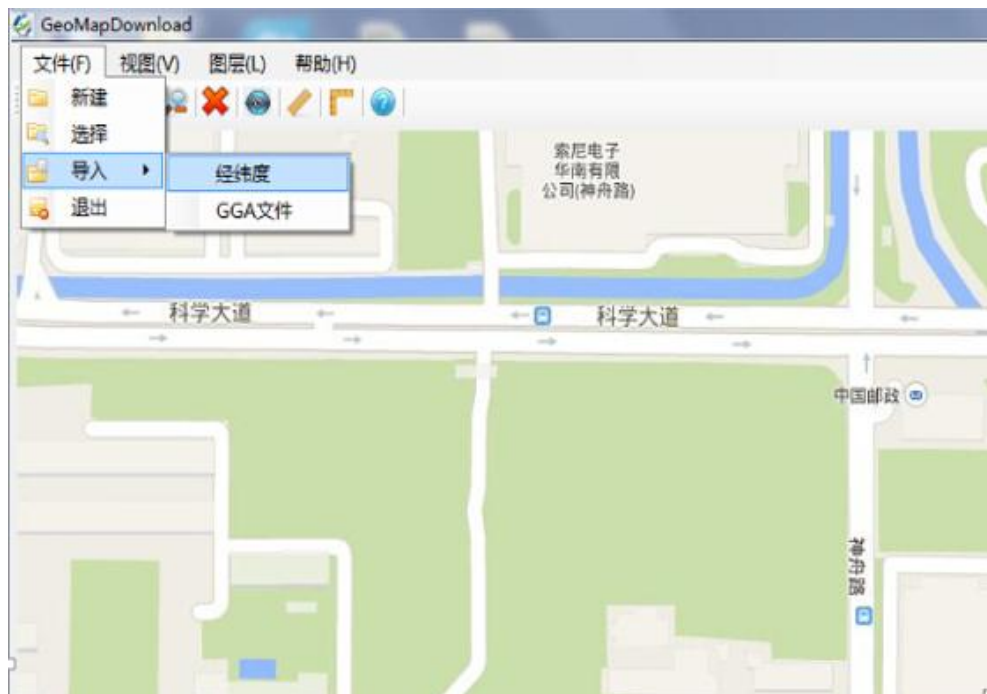 GeoMapDownload
文件(F) 视图(V) 图层(L) 帮助(H)
新建
选择
导入
退出
经纬度
GGA文件
索尼电子
华南有限
公司(神舟路)
科学大道
科学大道
中国邮政
神舟路